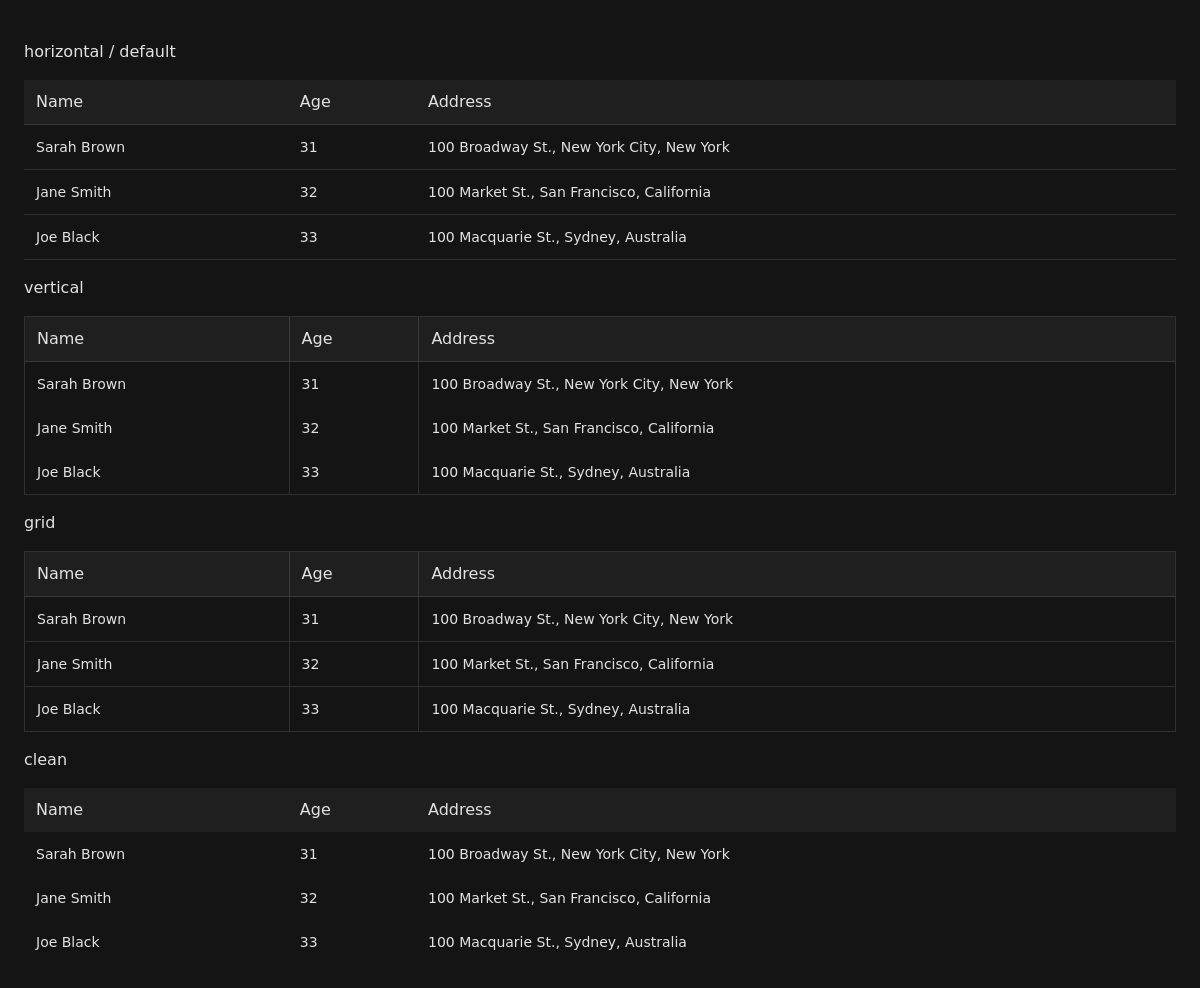 horizontal / default
Name Age Address
Sarah Brown 31 100 Broadway St., New York City, New York
Jane Smith 32 100 Market St., San Francisco, California
Joe Black 33 100 Macquarie St., Sydney, Australia
vertical
Name Age Address
Sarah Brown 31 100 Broadway St., New York City, New York
Jane Smith 32 100 Market St., San Francisco, California
Joe Black 33 100 Macquarie St., Sydney, Australia
grid
Name Age Address
Sarah Brown 31 100 Broadway St., New York City, New York
Jane Smith 32 100 Market St., San Francisco, California
Joe Black 33 100 Macquarie St., Sydney, Australia
clean
Name Age Address
Sarah Brown 31 100 Broadway St., New York City, New York
Jane Smith 32 100 Market St., San Francisco, California
Joe Black 33 100 Macquarie St., Sydney, Australia